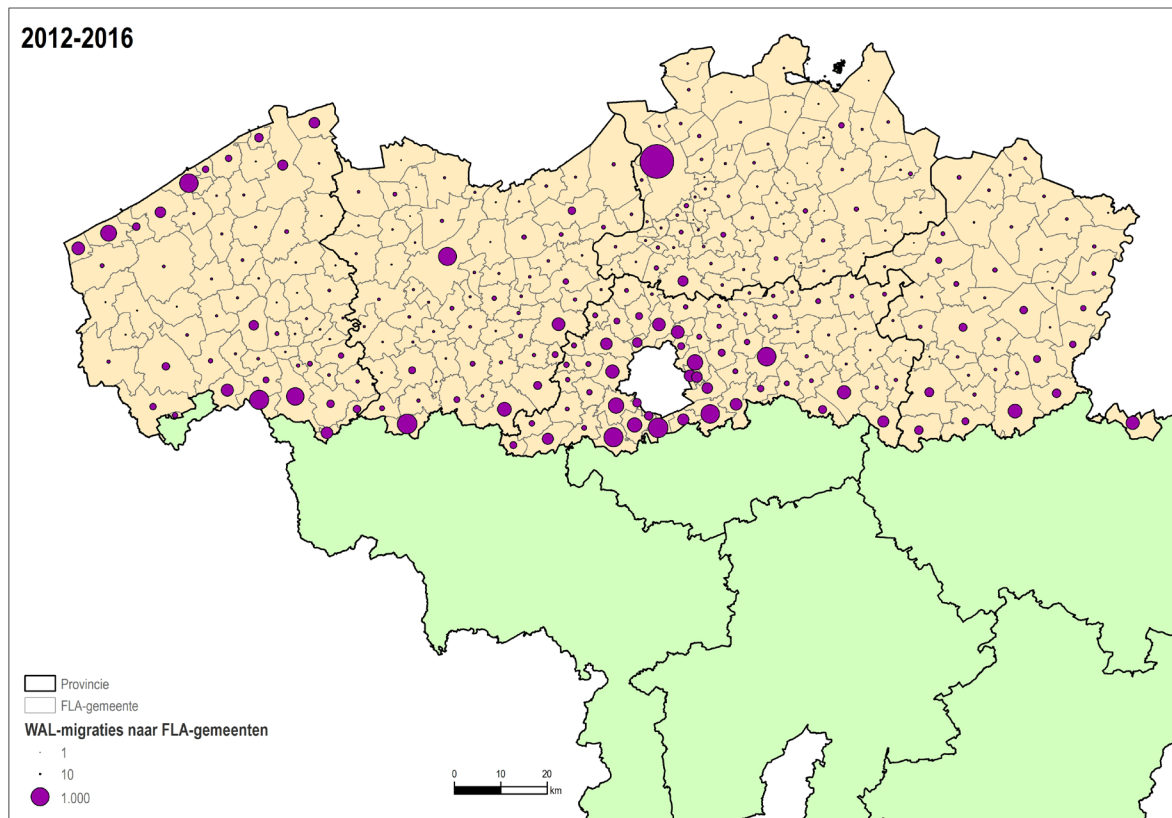 2012-2016
Provincie
FLA-gemeente
WAL-migraties naar FLA-gemeenten
1
10
1.000
0 10 20
km